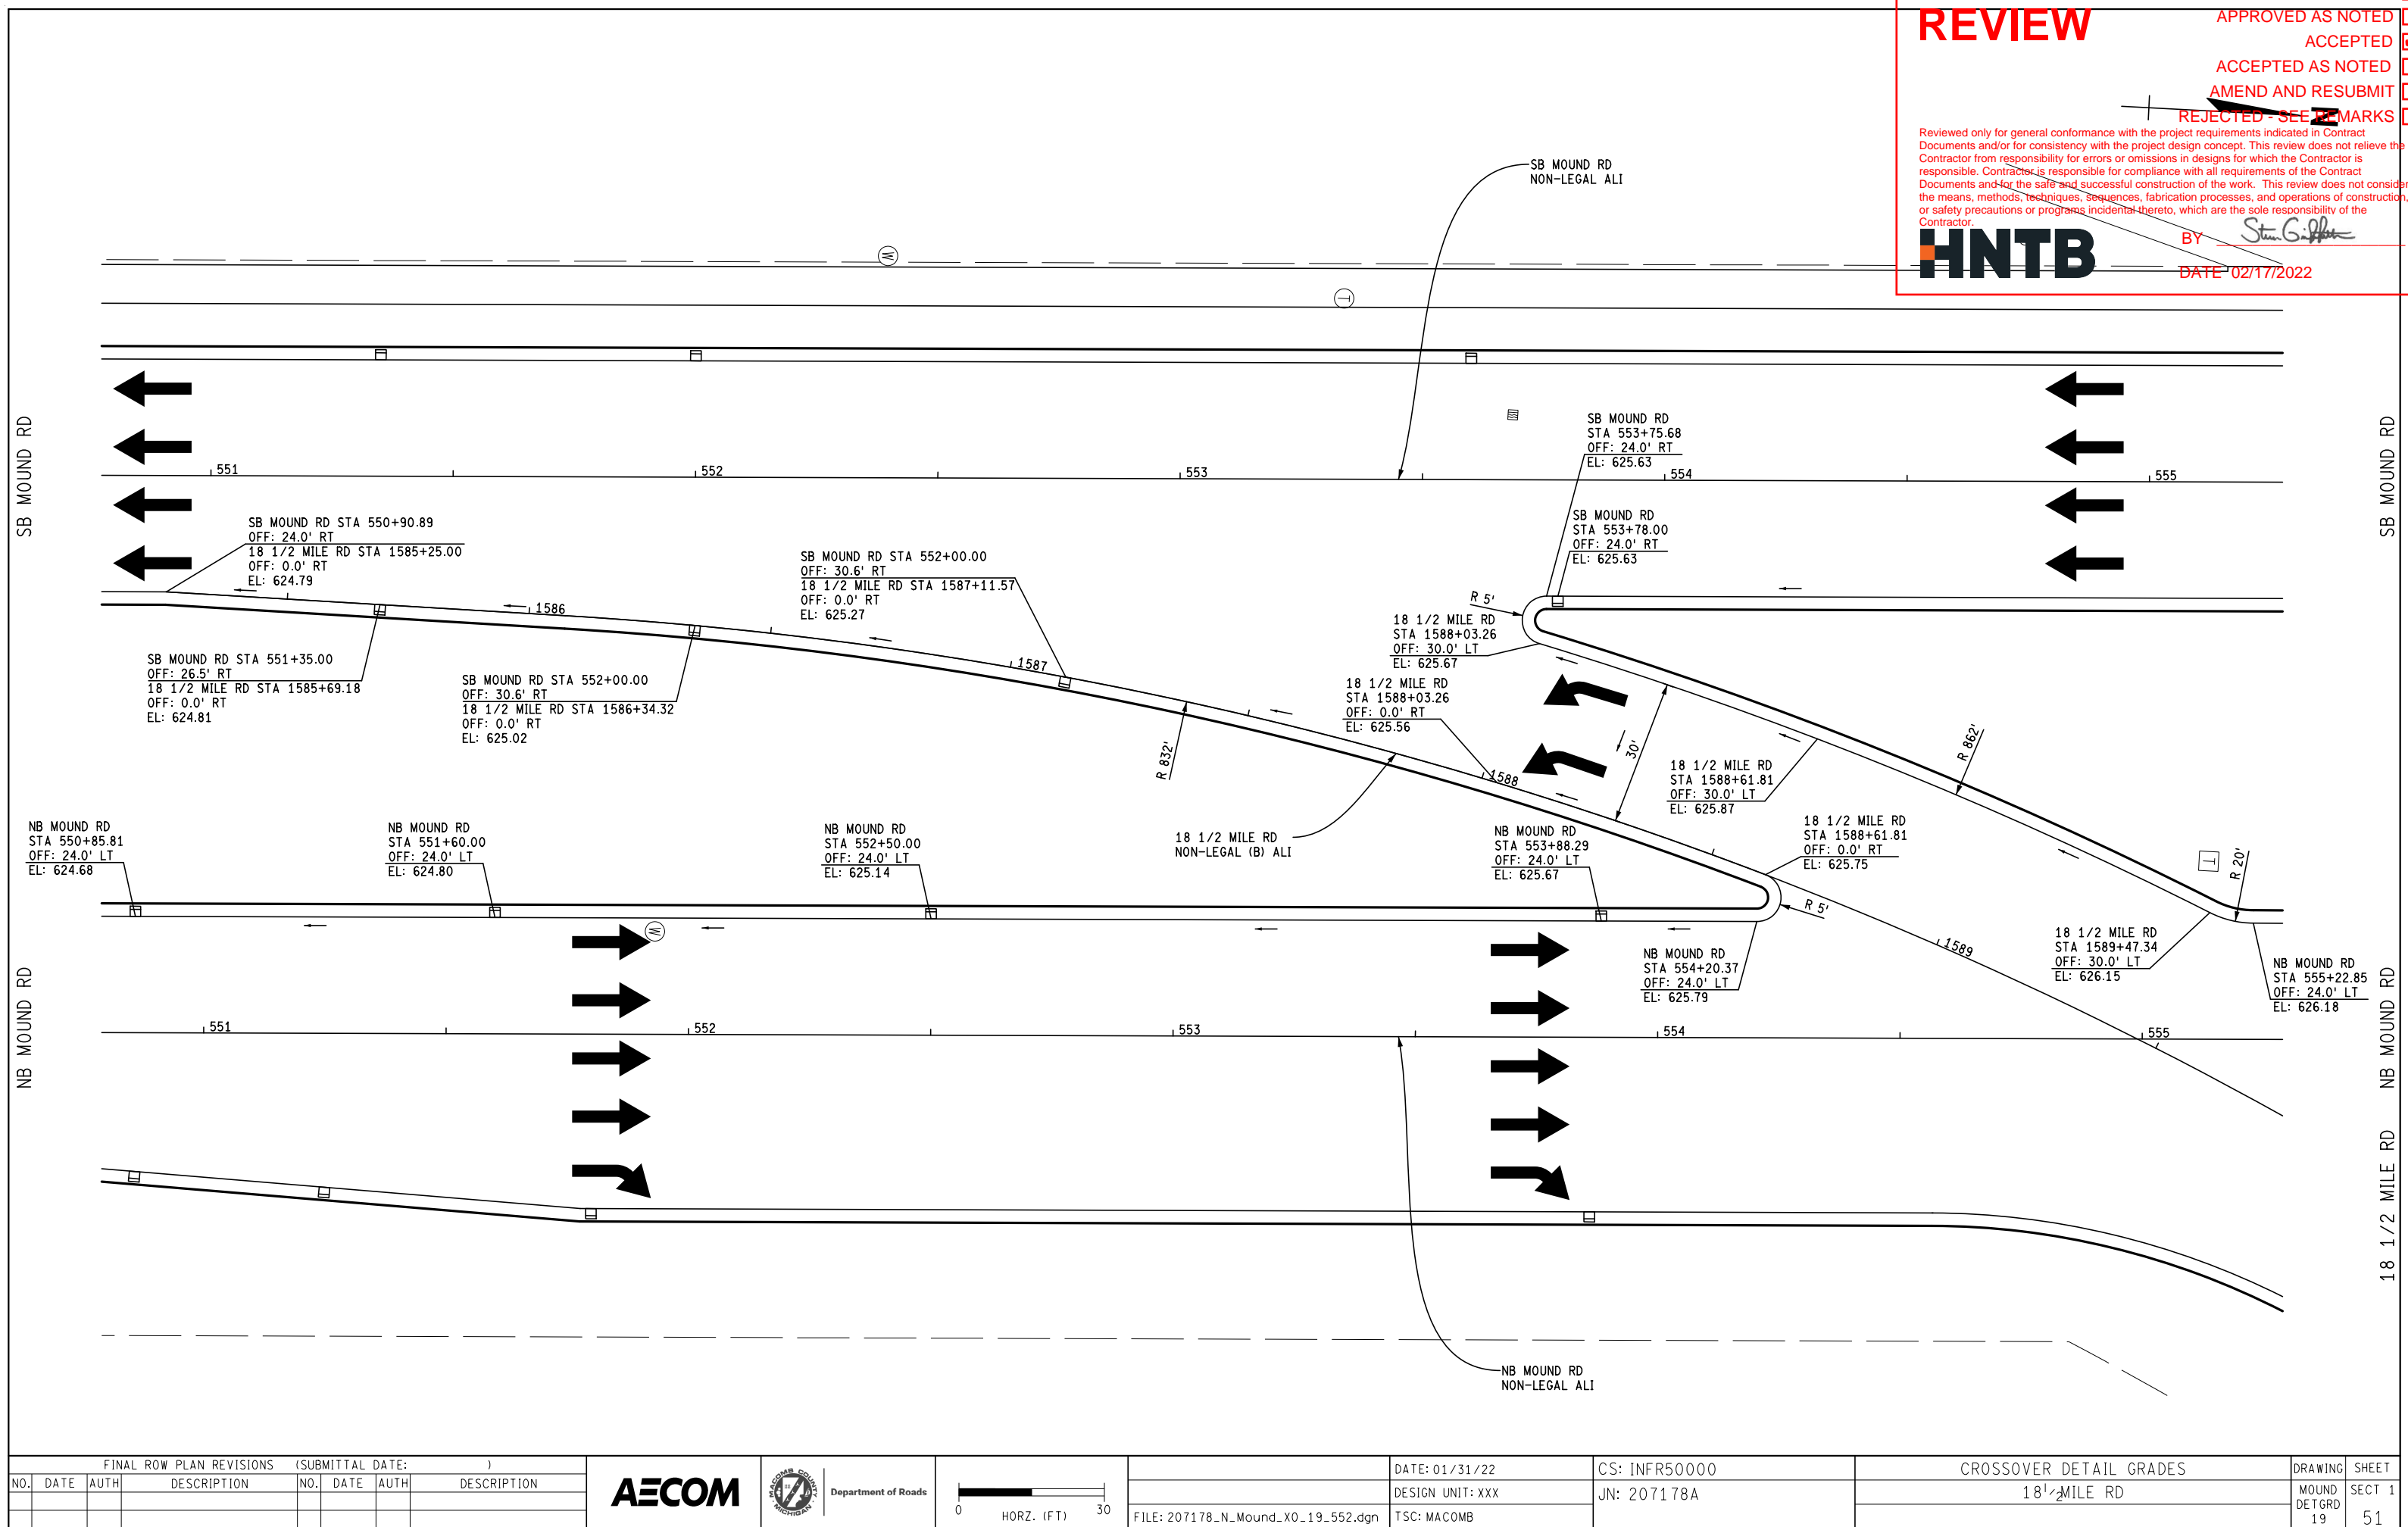 REVIEW
APPROVED AS NOTED
ACCEPTED
ACCEPTED AS NOTED
AMEND AND RESUBMIT
REJECTED - SEE REMARKS
N
Reviewed only for general conformance with the project requirements indicated in Contract
Documents and/or for consistency with the project design concept. This review does not relieve the
Contractor from responsibility for errors or omissions in designs for which the Contractor is
responsible. Contractor is responsible for compliance with all requirements of the Contract
Documents and for the safe and successful construction of the work. This review does not consider
the means, methods, techniques, sequences, fabrication processes, and operations of construction,
or safety precautions or programs incidental thereto, which are the sole responsibility of the
Contractor.
HNTB
BY
DATE 02/17/2022
SB MOUND RD
NON-LEGAL ALI
W
T
SB MOUND RD
SB MOUND RD
551
552
553
554
555
SB MOUND RD
STA 553+75.68
OFF: 24.0' RT
EL: 625.63
SB MOUND RD
STA 553+78.00
OFF: 24.0' RT
EL: 625.63
SB MOUND RD STA 550+90.89
OFF: 24.0' RT
18 1/2 MILE RD STA 1585+25.00
OFF: 0.0' RT
EL: 624.79
SB MOUND RD STA 552+00.00
OFF: 30.6' RT
18 1/2 MILE RD STA 1587+11.57
OFF: 0.0' RT
EL: 625.27
1586
1587
R 5'
18 1/2 MILE RD
STA 1588+03.26
OFF: 30.0' LT
EL: 625.67
SB MOUND RD STA 551+35.00
OFF: 26.5' RT
18 1/2 MILE RD STA 1585+69.18
OFF: 0.0' RT
EL: 624.81
SB MOUND RD STA 552+00.00
OFF: 30.6' RT
18 1/2 MILE RD STA 1586+34.32
OFF: 0.0' RT
EL: 625.02
18 1/2 MILE RD
STA 1588+03.26
OFF: 0.0' RT
EL: 625.56
R 832'
1588
30'
R 862'
18 1/2 MILE RD
STA 1588+61.81
OFF: 30.0' LT
EL: 625.87
18 1/2 MILE RD
STA 1588+61.81
OFF: 0.0' RT
EL: 625.75
NB MOUND RD
STA 550+85.81
OFF: 24.0' LT
EL: 624.68
NB MOUND RD
STA 551+60.00
OFF: 24.0' LT
EL: 624.80
NB MOUND RD
STA 552+50.00
OFF: 24.0' LT
EL: 625.14
18 1/2 MILE RD
NON-LEGAL (B) ALI
NB MOUND RD
STA 553+88.29
OFF: 24.0' LT
EL: 625.67
T
R 20'
R 5'
W
1589
NB MOUND RD
STA 554+20.37
OFF: 24.0' LT
EL: 625.79
18 1/2 MILE RD
STA 1589+47.34
OFF: 30.0' LT
EL: 626.15
NB MOUND RD
STA 555+22.85
OFF: 24.0' LT
EL: 626.18
NB MOUND RD
NB MOUND RD
551
552
553
554
555
18 1/2 MILE RD
NB MOUND RD
NON-LEGAL ALI
FINAL ROW PLAN REVISIONS (SUBMITTAL DATE: )
NO. DATE AUTH DESCRIPTION NO. DATE AUTH DESCRIPTION
AECOM
MACOMB COUNTY
MICHIGAN
Department of Roads
0 HORZ. (FT) 30
FILE: 207178_N_Mound_XO_19_552.dgn
DATE: 01/31/22
DESIGN UNIT: XXX
TSC: MACOMB
CS: INFR50000
JN: 207178A
CROSSOVER DETAIL GRADES
18 1/2 MILE RD
DRAWING SHEET
MOUND
DETGRD
19
SECT 1
51